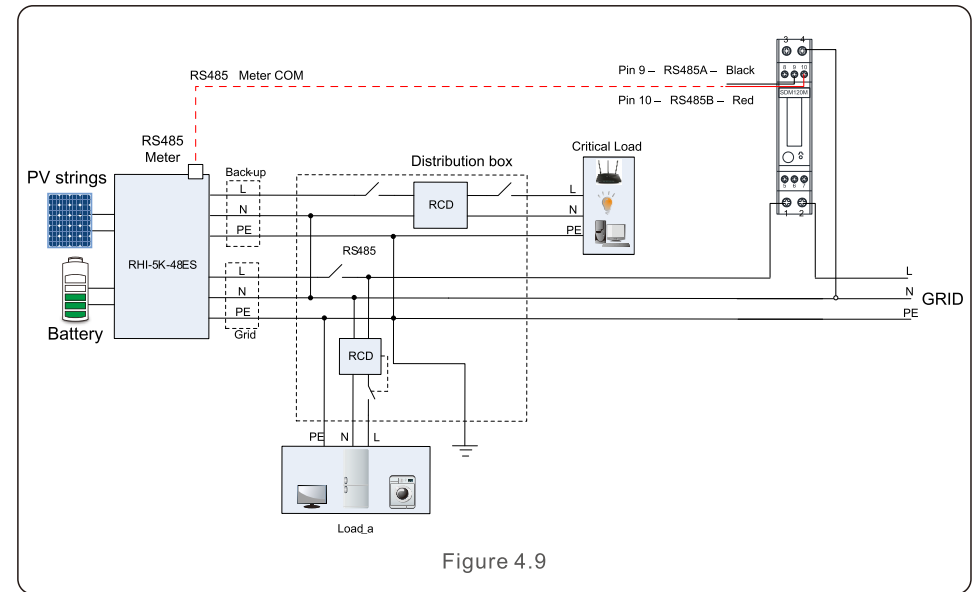 3 4
Pin 9 – RS485A – Black
8 9 10
RS485 Meter COM
SDM120M
Pin 10 – RS485B – Red
RS485
Meter
Critical Load
Distribution box
PV strings
Back-up
L
L
RCD
N
N
5 6 7
PE
PE
1 2
RS485
RHI-5K-48ES
L
L
N
N
GRID
PE
PE
Grid
Battery
RCD
PE N L
Load_a
Figure 4.9